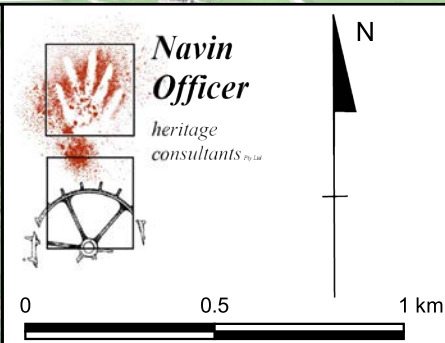 Navin
Officer
heritage
consultants Pty Ltd
N
0 0.5 1 km